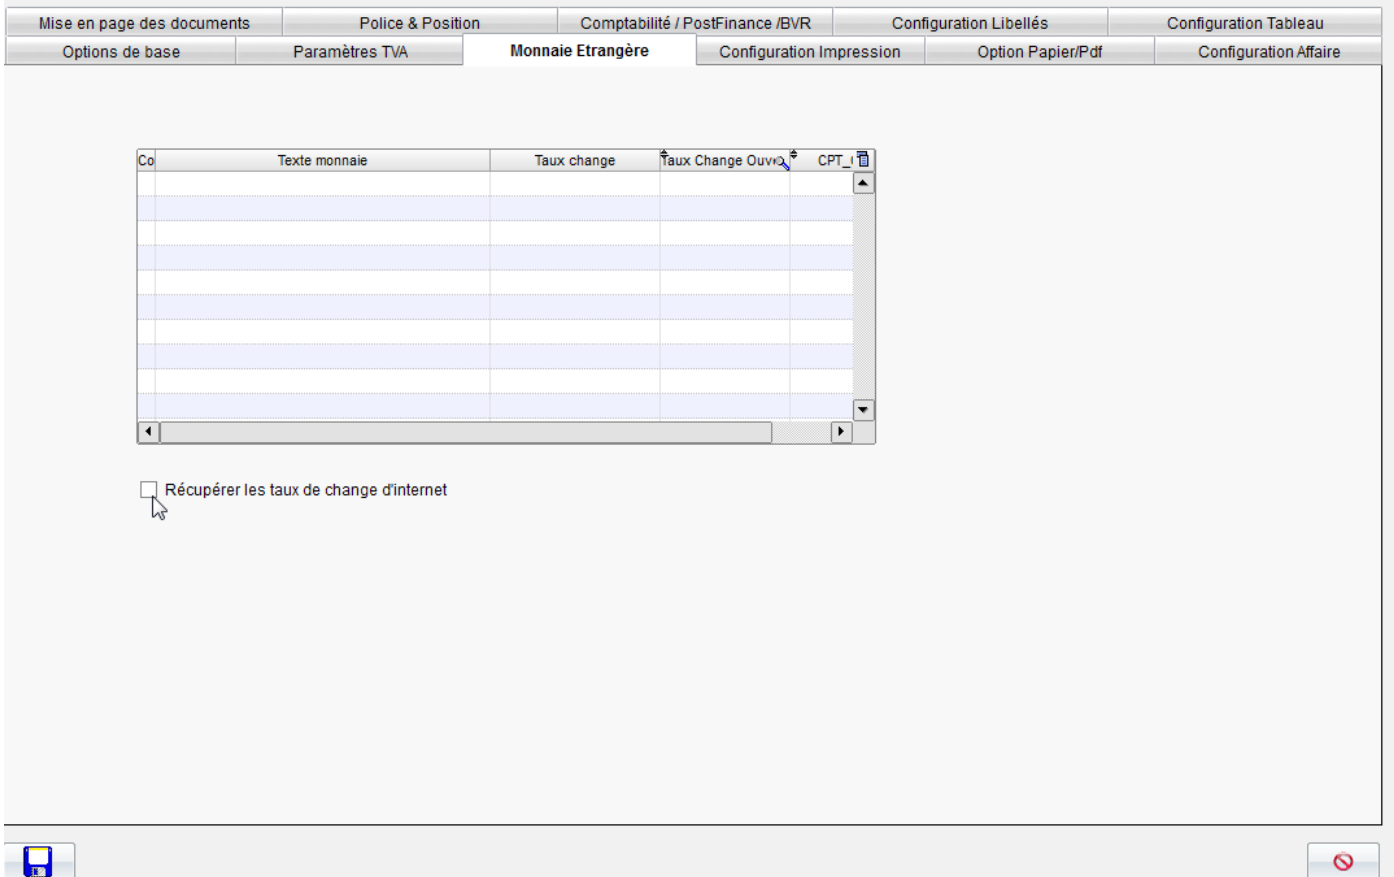 Mise en page des documents Police & Position Comptabilité / PostFinance /BVR Configuration Libellés Configuration Tableau
Options de base Paramètres TVA Monnaie Etrangère Configuration Impression Option Papier/Pdf Configuration Affaire
Co Texte monnaie Taux change Taux Change Ouv CPT_
Récupérer les taux de change d'internet